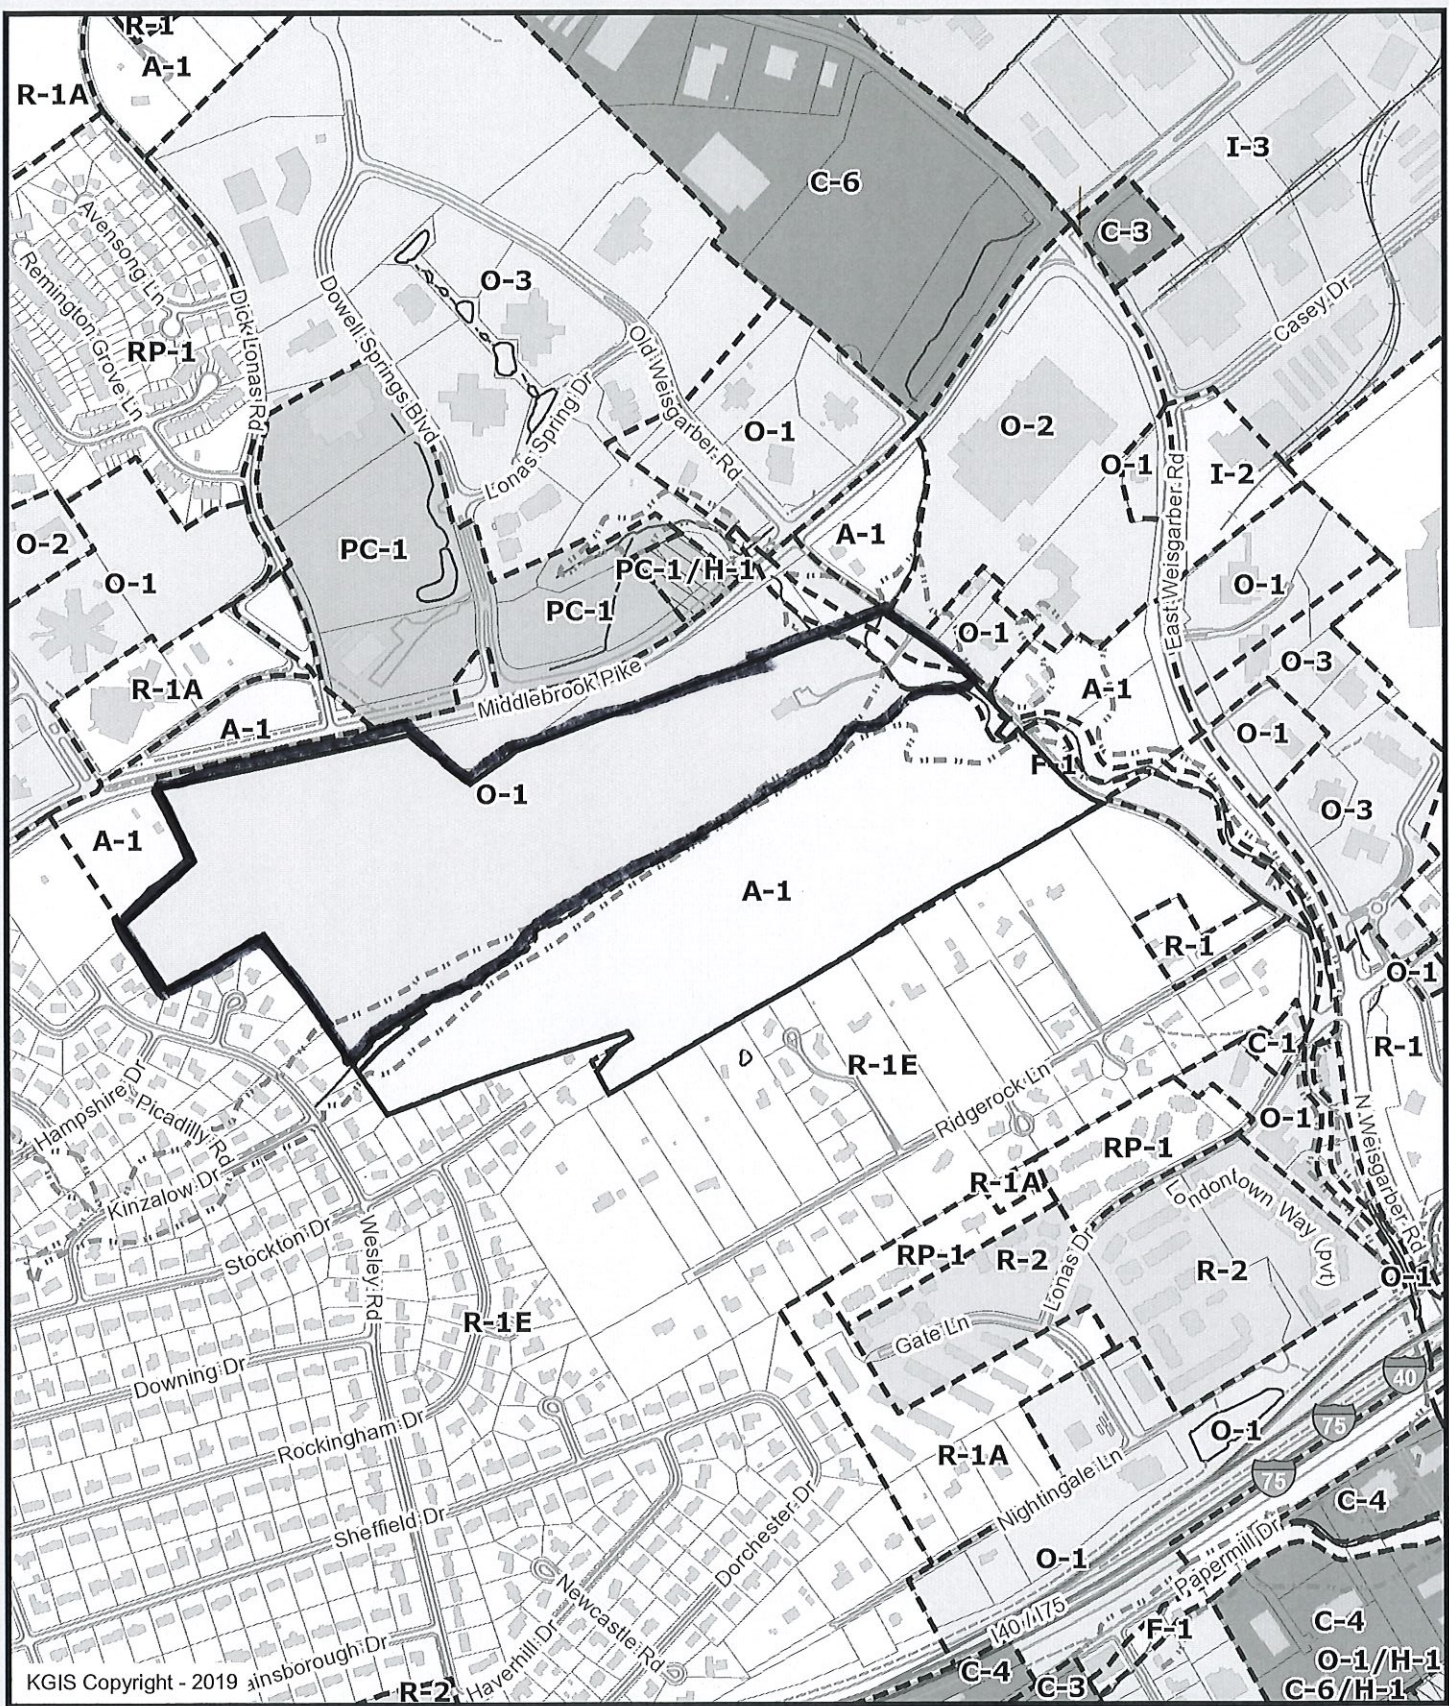 R-1
A-1
R-1A
I-3
C-6
C-3
Avensong Ln
Remington Grove Ln
RP-1
Dick Lonas Rd
Dowell Springs Blvd
O-3
Old Weisgarber Rd
Lonas Spring Dr
Casey Dr
O-1
O-2
O-1
I-2
East Weisgarber Rd
O-2
O-1
PC-1
PC-1/H-1
A-1
PC-1
O-1
O-1
O-3
R-1A
A-1
Middlebrook Pike
A-1
O-1
O-1
F-1
O-3
A-1
A-1
R-1
O-1
C-1
R-1
R-1E
Ridgerock Ln
Hampshire Dr
Picadilly Rd
Kinzalow Dr
Stockton Dr
Wesley Rd
R-1E
RP-1
O-1
N Weisgarber Rd
R-1A
Londontown Way (pvt)
RP-1
R-2
Lonas Dr
R-2
O-1
Gate Ln
Downing Dr
Rockingham Dr
40
75
75
O-1
R-1A
Nightingale Ln
C-4
Sheffield Dr
Dorchester Dr
O-1
Papermill Dr
Newcastle Rd
Haverhill Dr
I40 / I75
F-1
C-4
O-1/H-1
C-6/H-1
C-4
C-3
R-2
ainsborough Dr
KGIS Copyright - 2019